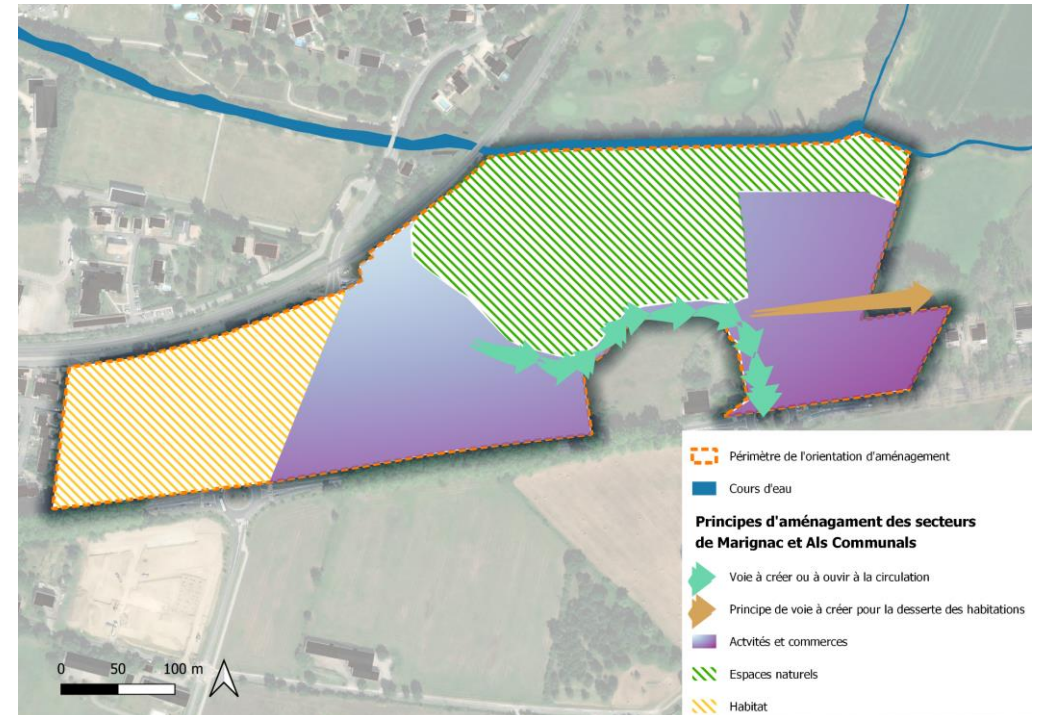 Périmètre de l'orientation d'aménagement
Cours d'eau
Principes d'aménagament des secteurs
de Marignac et Als Communals
Voie à créer ou à ouvrir à la circulation
Principe de voie à créer pour la desserte des habitations
Actvités et commerces
Espaces naturels
Habitat
0 50 100 m